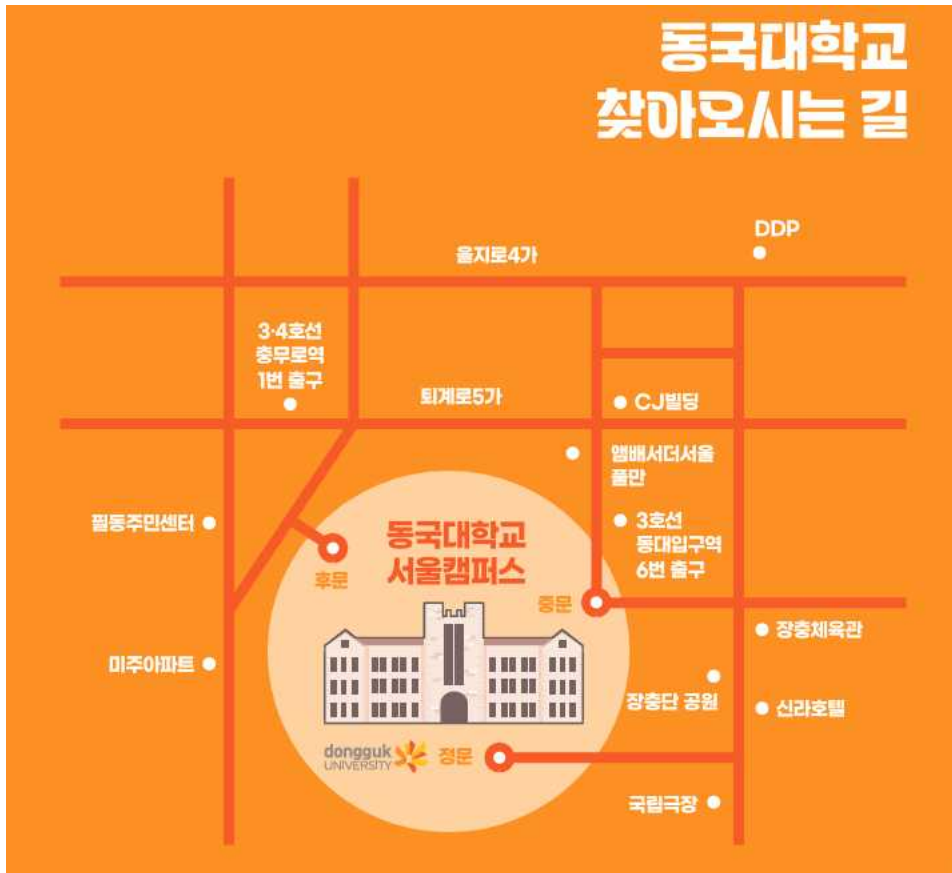 동국대학교
찾아오시는 길
DDP
을지로4가
3·4호선
충무로역
1번 출구
퇴계로5가
CJ빌딩
앰배서더서울
풀만
필동주민센터
3호선
동대입구역
6번 출구
동국대학교
서울캠퍼스
후문
중문
장충체육관
미주아파트
장충단 공원
신라호텔
dongguk
UNIVERSITY
정문
국립극장